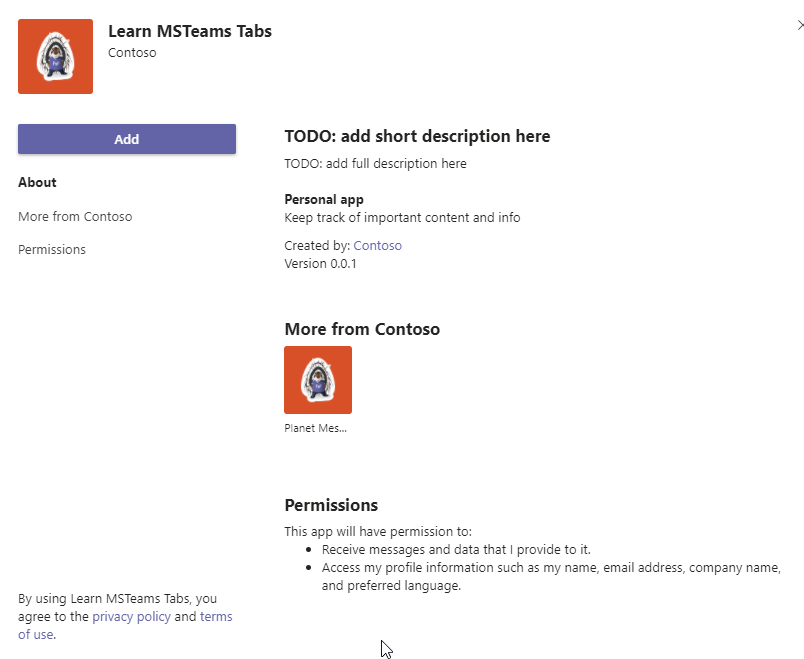 Learn MSTeams Tabs
Contoso
Add
About
More from Contoso
Permissions
TODO: add short description here
TODO: add full description here
Personal app
Keep track of important content and info
Created by: Contoso
Version 0.0.1
More from Contoso
Planet Mes...
Permissions
This app will have permission to:
• Receive messages and data that I provide to it.
• Access my profile information such as my name, email address, company name,
and preferred language.
By using Learn MSTeams Tabs, you
agree to the privacy policy and terms
of use.